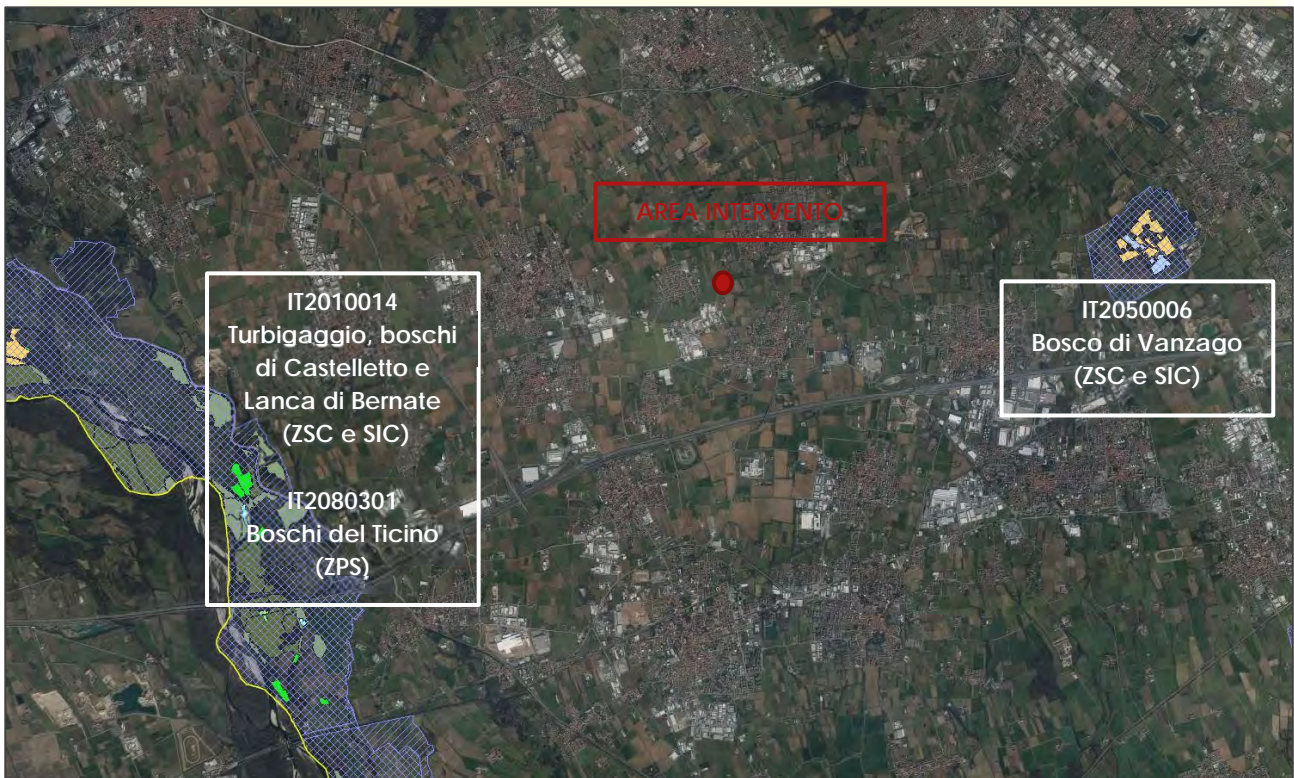 AREA INTERVENTO
IT2010014
Turbigaggio, boschi
di Castelletto e
Lanca di Bernate
(ZSC e SIC)
IT2080301
Boschi del Ticino
(ZPS)
IT2050006
Bosco di Vanzago
(ZSC e SIC)